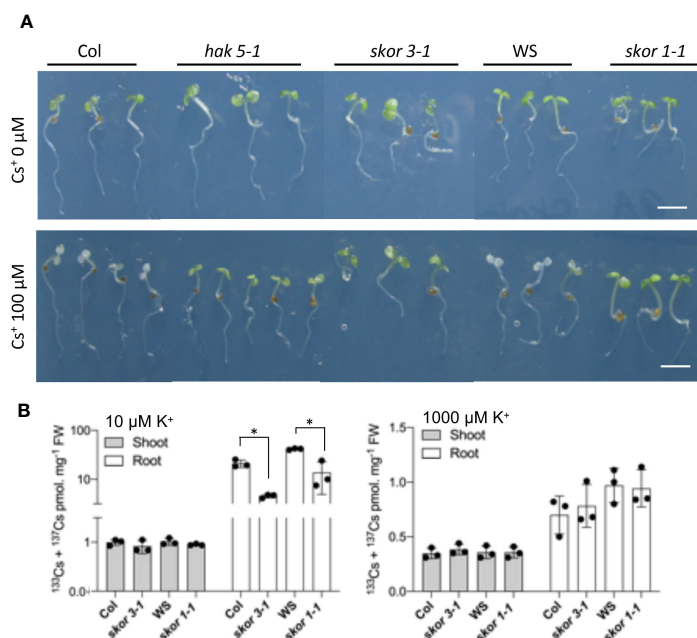 A
Col hak 5-1 skor 3-1 WS skor 1-1
Cs⁺ 0 µM
Cs⁺ 100 µM
B
10 µM K⁺
Shoot
Root
¹³³Cs + ¹³⁷Cs pmol. mg⁻¹ FW
100
10
1
0.0
Col skor 3-1 WS skor 1-1 Col skor 3-1 WS skor 1-1
* *
1000 µM K⁺
Shoot
Root
¹³³Cs + ¹³⁷Cs pmol. mg⁻¹ FW
1.5
1.0
0.5
0.0
Col skor 3-1 WS skor 1-1 Col skor 3-1 WS skor 1-1